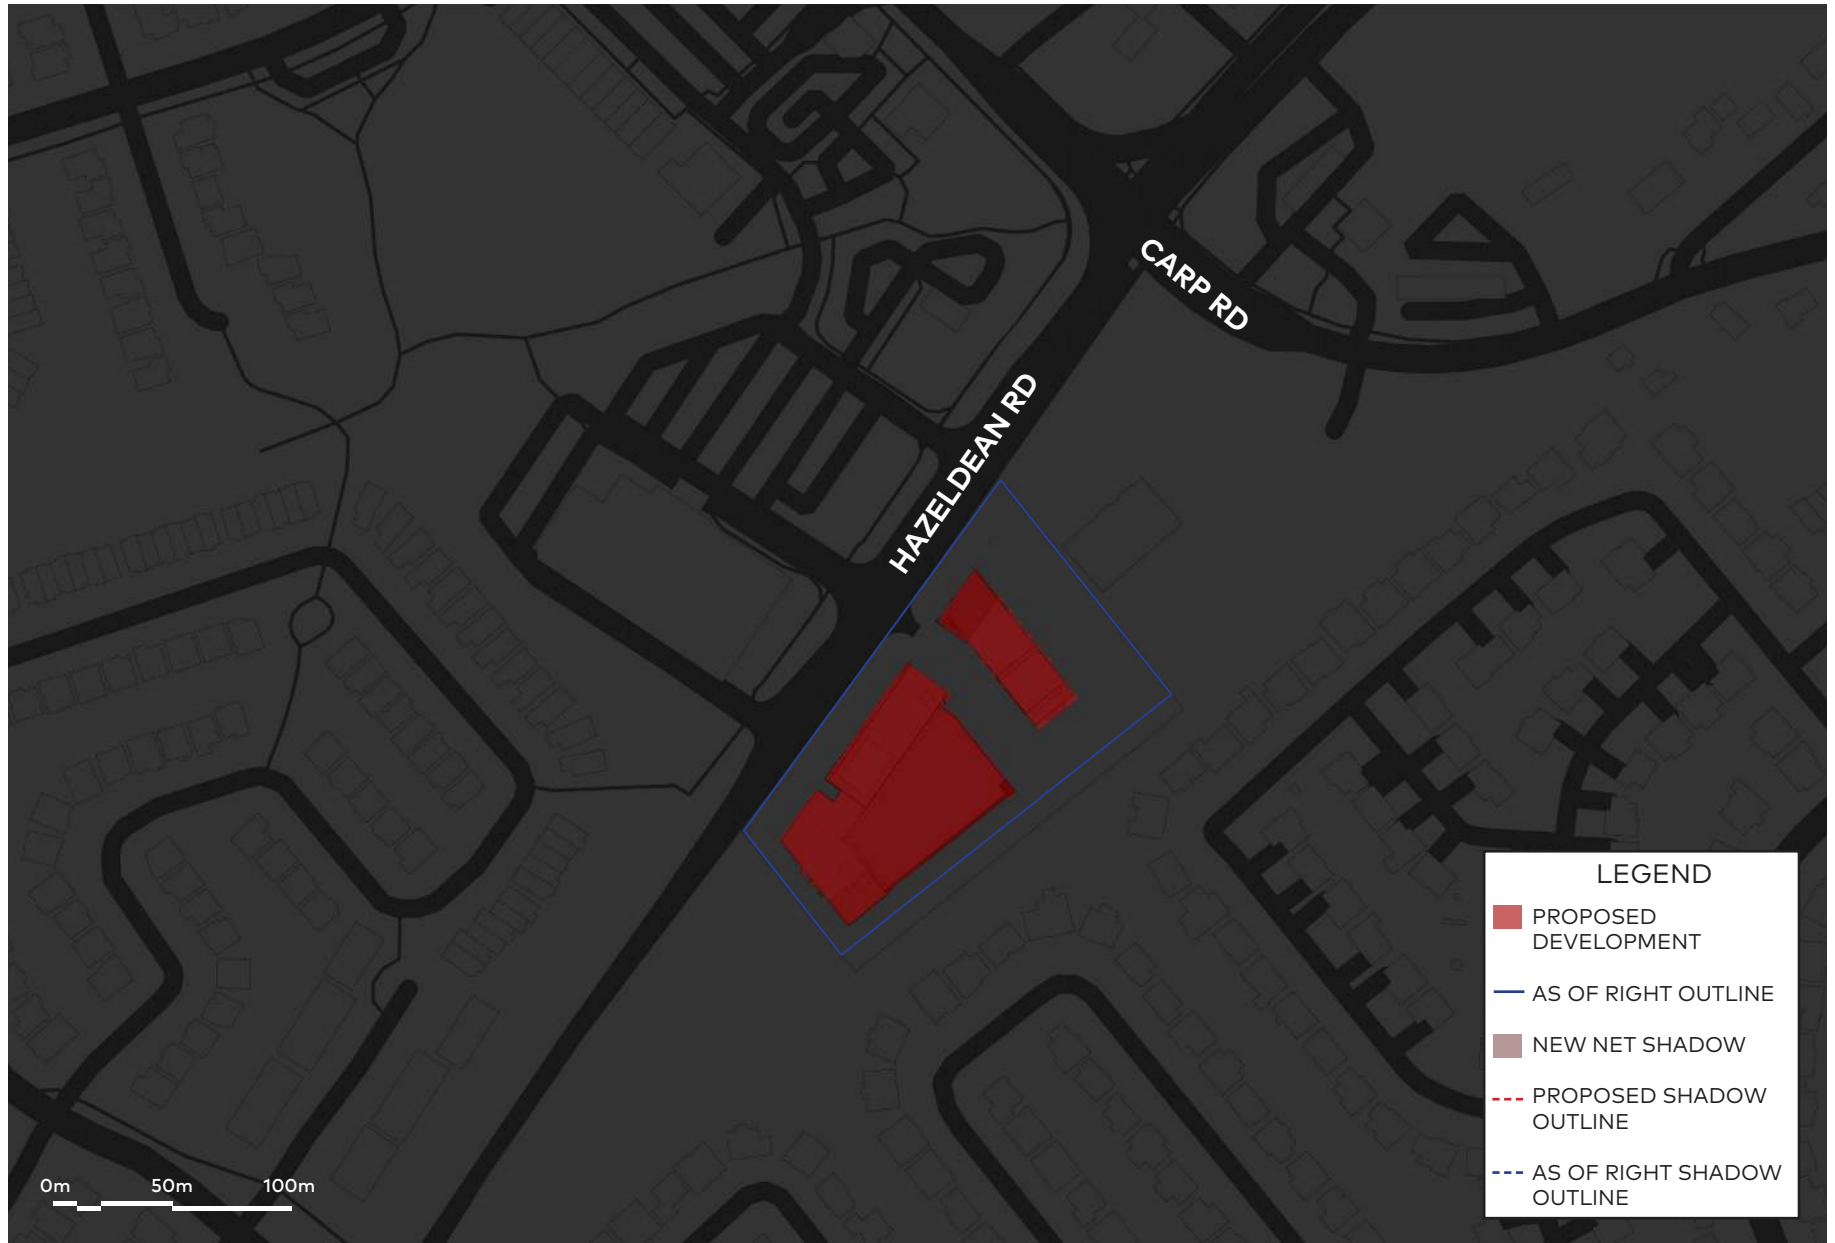 CARP RD
HAZELDEAN RD
LEGEND
PROPOSED
DEVELOPMENT
AS OF RIGHT OUTLINE
NEW NET SHADOW
PROPOSED SHADOW
OUTLINE
AS OF RIGHT SHADOW
OUTLINE
0m 50m 100m